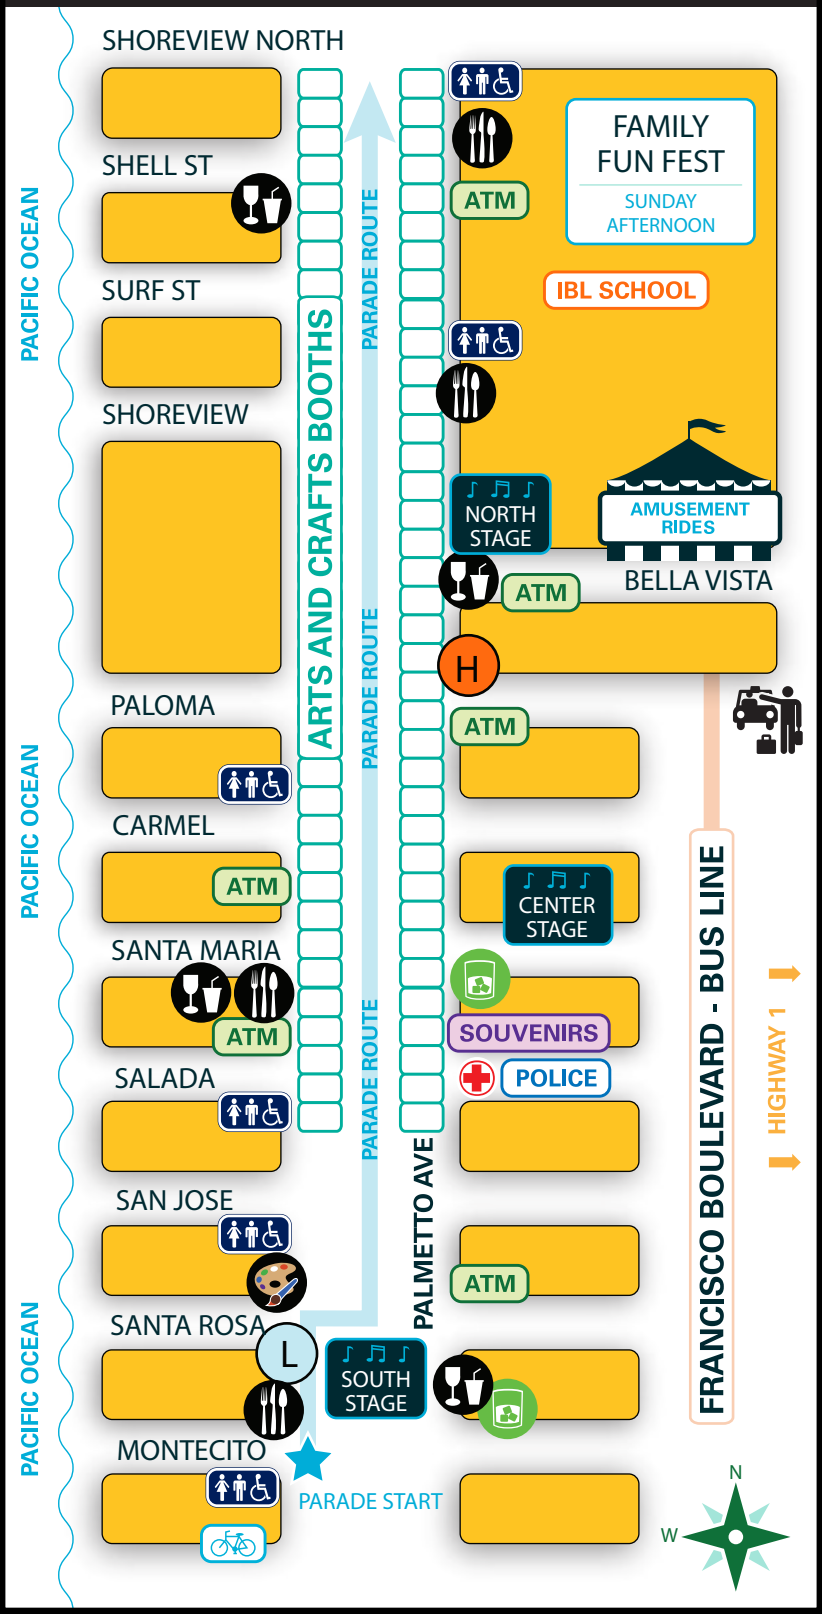 SHOREVIEW NORTH
FAMILY
FUN FEST
SUNDAY
AFTERNOON
SHELL ST
ATM
PACIFIC OCEAN
PARADE ROUTE
SURF ST
IBL SCHOOL
ARTS AND CRAFTS BOOTHS
SHOREVIEW
NORTH
STAGE
AMUSEMENT
RIDES
BELLA VISTA
ATM
H
PARADE ROUTE
PALOMA
ATM
PACIFIC OCEAN
CARMEL
ATM
CENTER
STAGE
FRANCISCO BOULEVARD - BUS LINE
SANTA MARIA
ATM
SOUVENIRS
HIGHWAY 1
PARADE ROUTE
SALADA
POLICE
PALMETTO AVE
SAN JOSE
ATM
SANTA ROSA
L
SOUTH
STAGE
PACIFIC OCEAN
MONTECITO
PARADE START
N
W